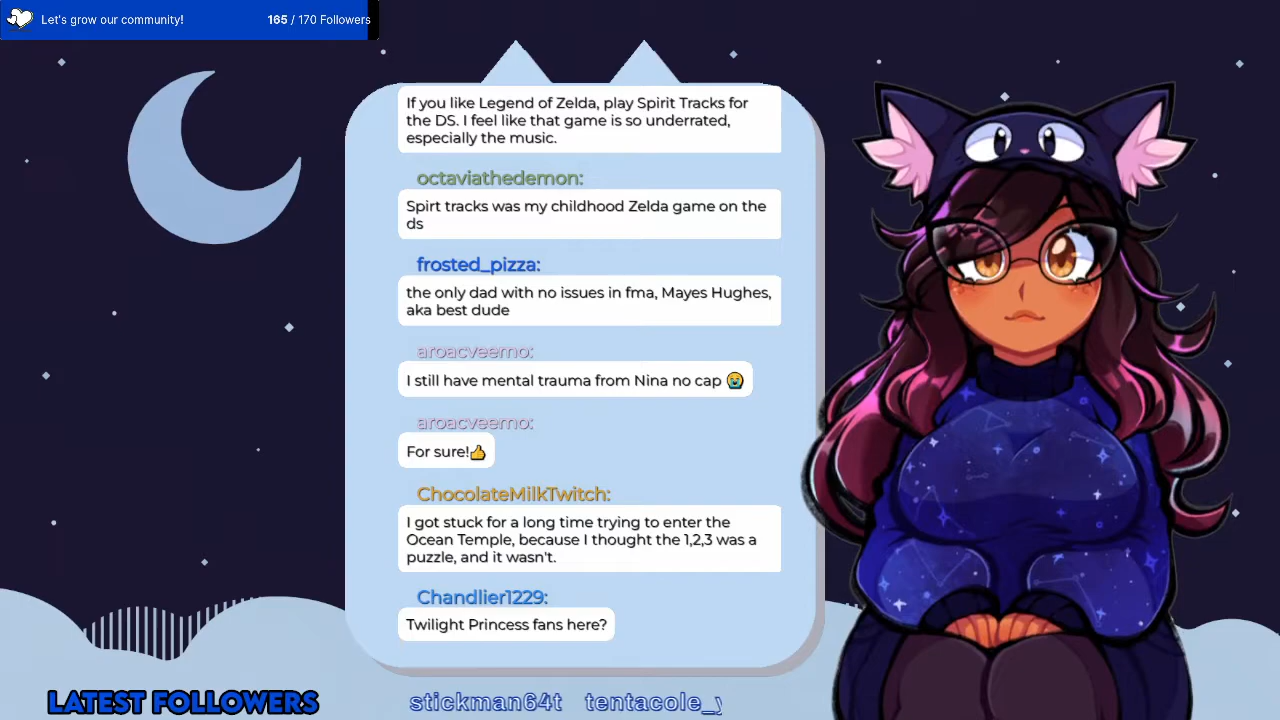 Let's grow our community!
165 / 170 Followers
If you like Legend of Zelda, play Spirit Tracks for
the DS. I feel like that game is so underrated,
especially the music.
octaviathedemon:
Spirt tracks was my childhood Zelda game on the
ds
frosted_pizza:
the only dad with no issues in fma, Mayes Hughes,
aka best dude
aroacveemo:
I still have mental trauma from Nina no cap 😭
aroacveemo:
For sure!👍
ChocolateMilkTwitch:
I got stuck for a long time trying to enter the
Ocean Temple, because I thought the 1,2,3 was a
puzzle, and it wasn't.
Chandlier1229:
Twilight Princess fans here?
LATEST FOLLOWERS
stickman64t tentacole_y